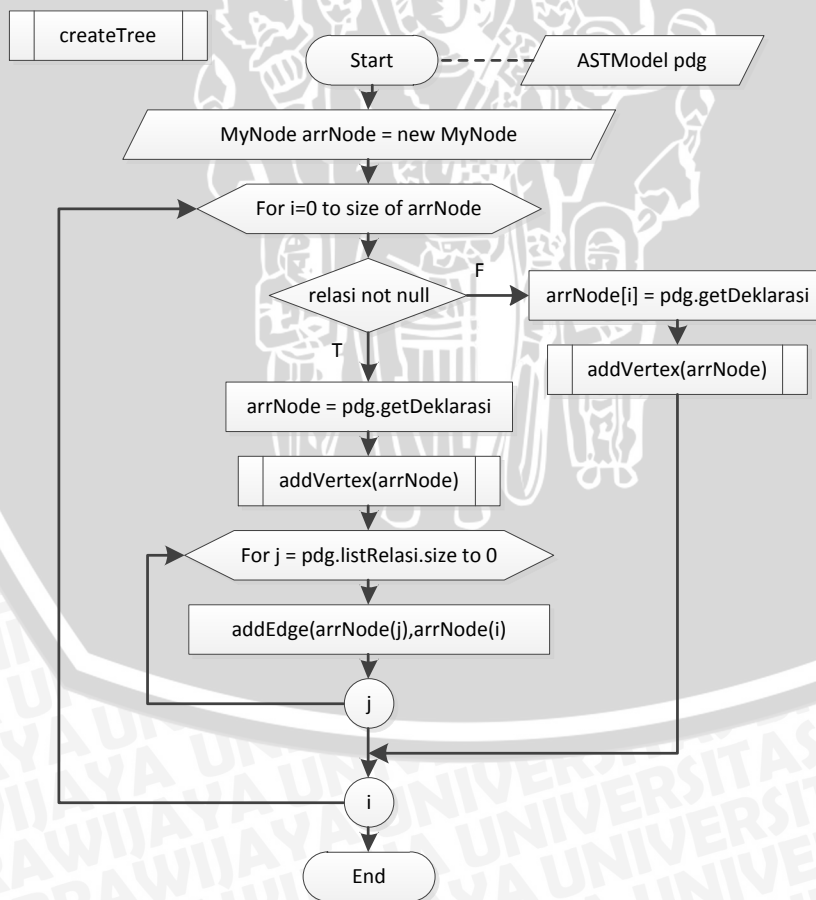 createTree
Start
ASTModel pdg
MyNode arrNode = new MyNode
For i=0 to size of arrNode
relasi not null
F
arrNode[i] = pdg.getDeklarasi
addVertex(arrNode)
T
arrNode = pdg.getDeklarasi
addVertex(arrNode)
For j = pdg.listRelasi.size to 0
addEdge(arrNode(j),arrNode(i)
j
i
End